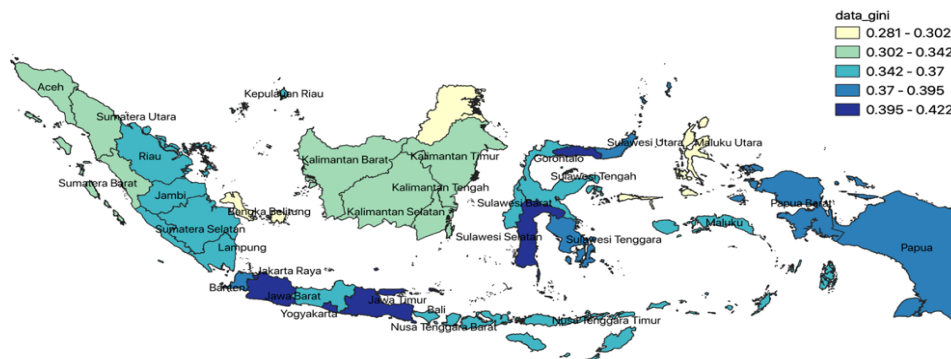 data_gini
0.281 - 0.302
0.302 - 0.342
0.342 - 0.37
0.37 - 0.395
0.395 - 0.422
Aceh
Sumatera Utara
Kepulauan Riau
Riau
Sumatera Barat
Jambi
Bangka Belitung
Sumatera Selatan
Lampung
Kalimantan Barat
Kalimantan Timur
Kalimantan Tengah
Kalimantan Selatan
Sulawesi Utara
Maluku Utara
Gorontalo
Sulawesi Tengah
Sulawesi Barat
Sulawesi Selatan
Sulawesi Tenggara
Maluku
Papua Barat
Papua
Jakarta Raya
Banten
Jawa Barat
Jawa Timur
Yogyakarta
Bali
Nusa Tenggara Barat
Nusa Tenggara Timur